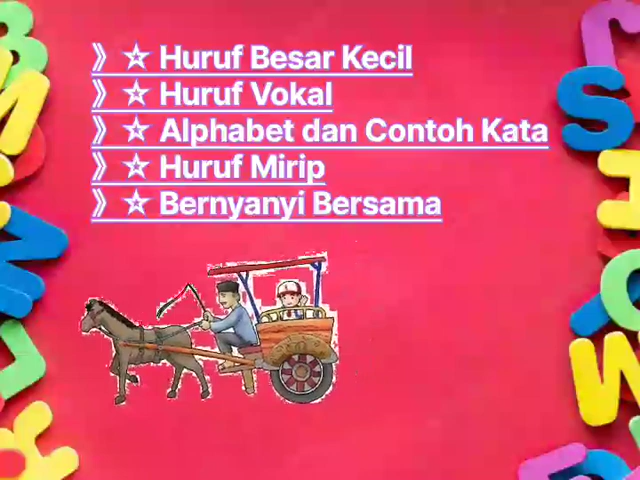 》☆ Huruf Besar Kecil
》☆ Huruf Vokal
》☆ Alphabet dan Contoh Kata
》☆ Huruf Mirip
》☆ Bernyanyi Bersama